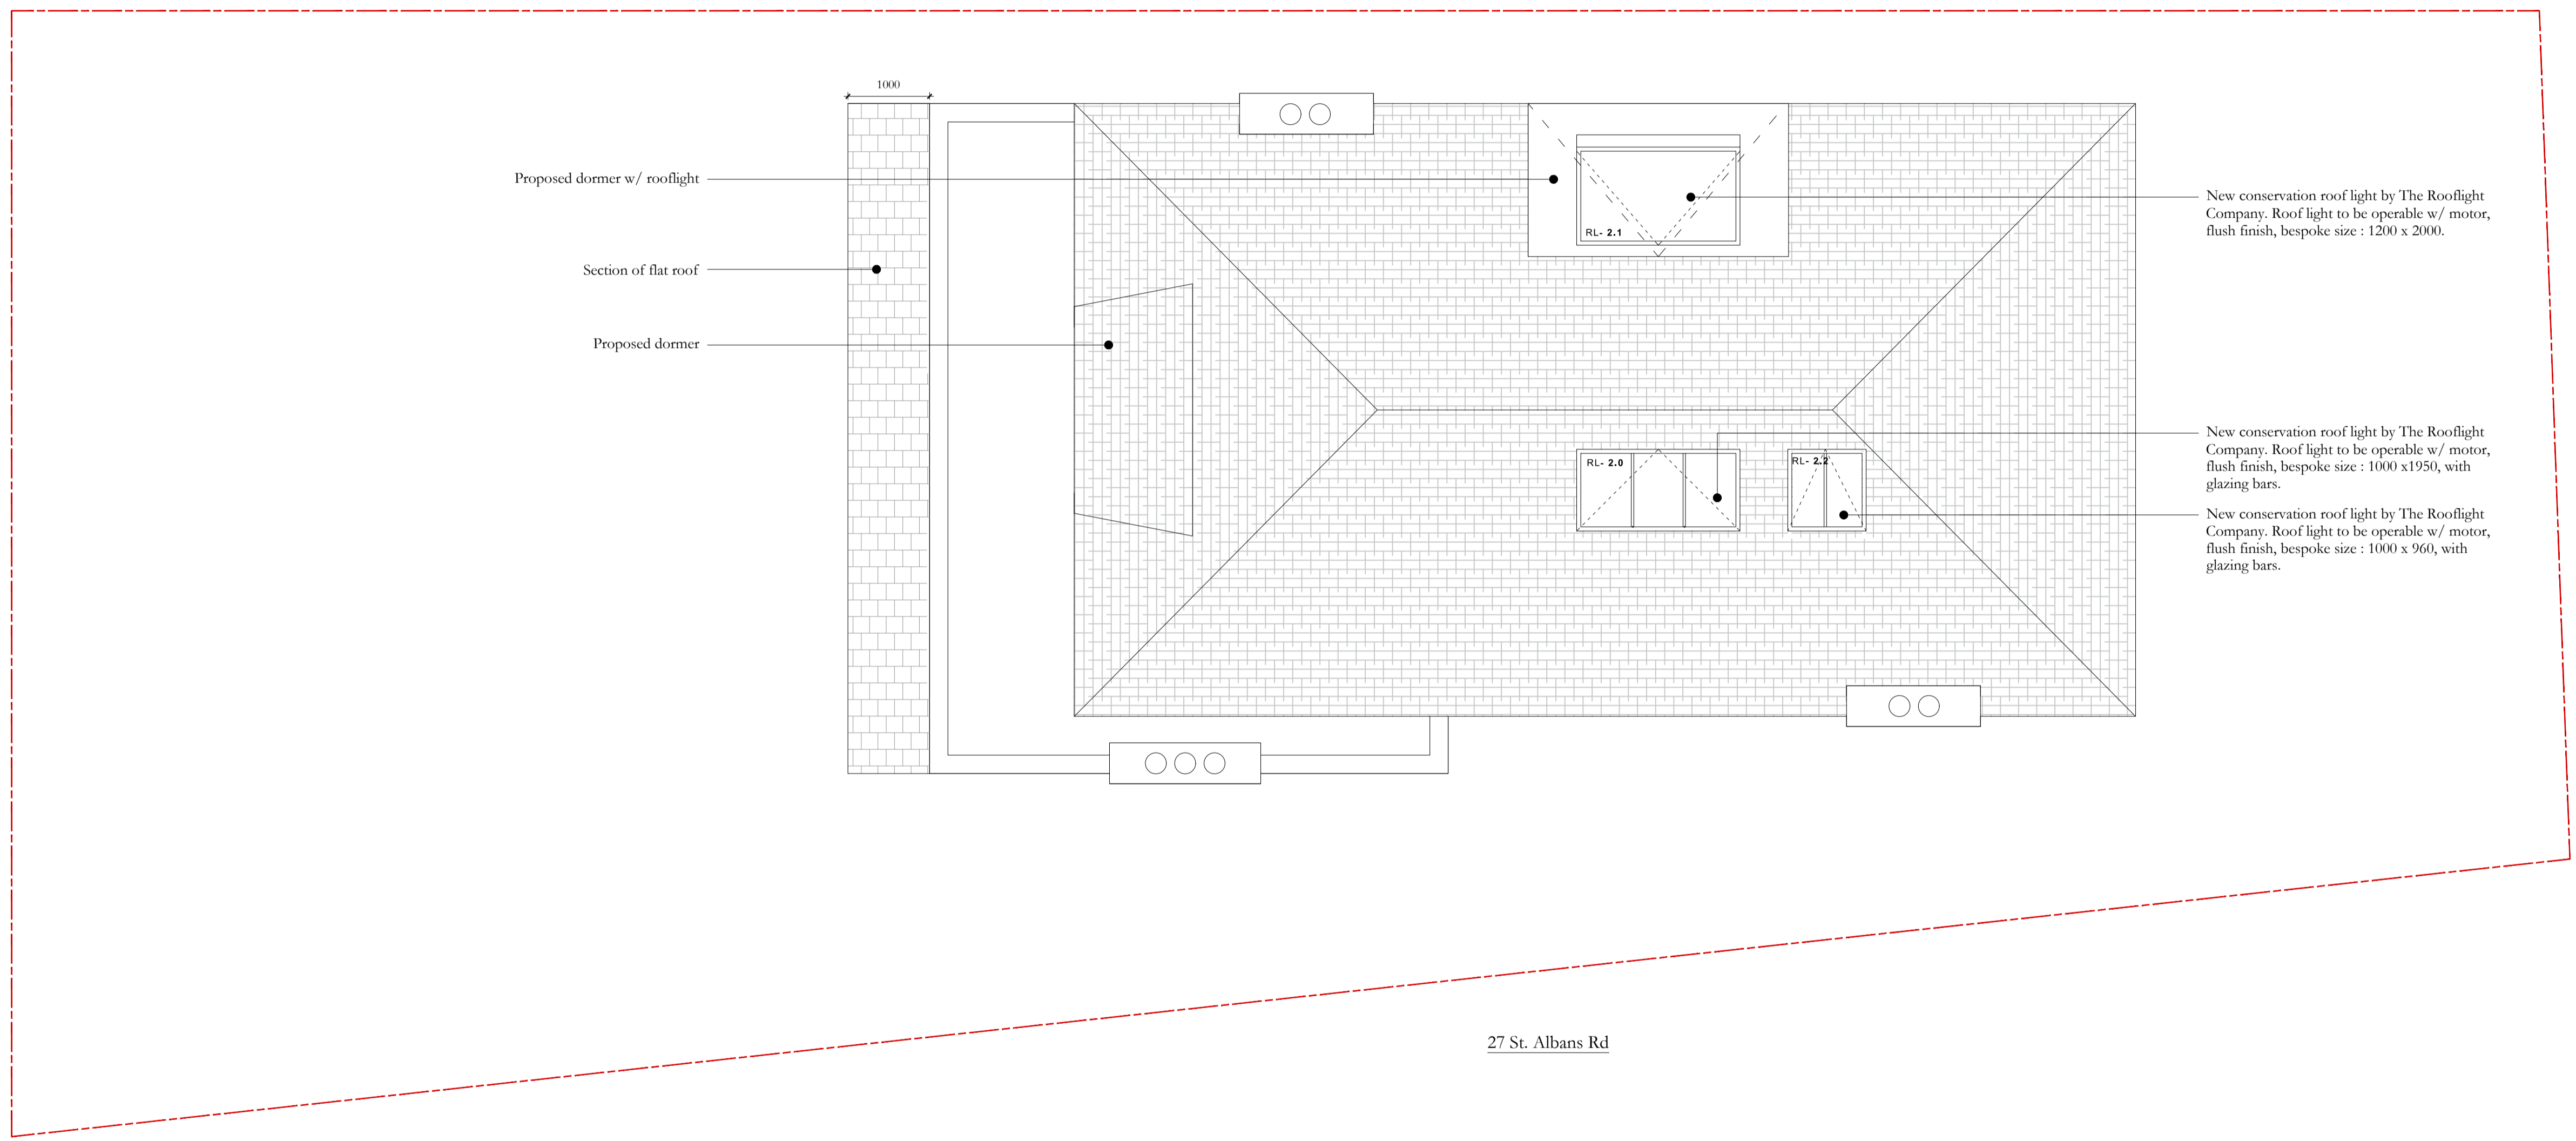 1000
Proposed dormer w/ rooflight
New conservation roof light by The Rooflight
Company. Roof light to be operable w/ motor,
flush finish, bespoke size : 1200 x 2000.
RL- 2.1
Section of flat roof
Proposed dormer
New conservation roof light by The Rooflight
Company. Roof light to be operable w/ motor,
flush finish, bespoke size : 1000 x1950, with
glazing bars.
RL- 2.0
RL- 2.2
New conservation roof light by The Rooflight
Company. Roof light to be operable w/ motor,
flush finish, bespoke size : 1000 x 960, with
glazing bars.
27 St. Albans Rd